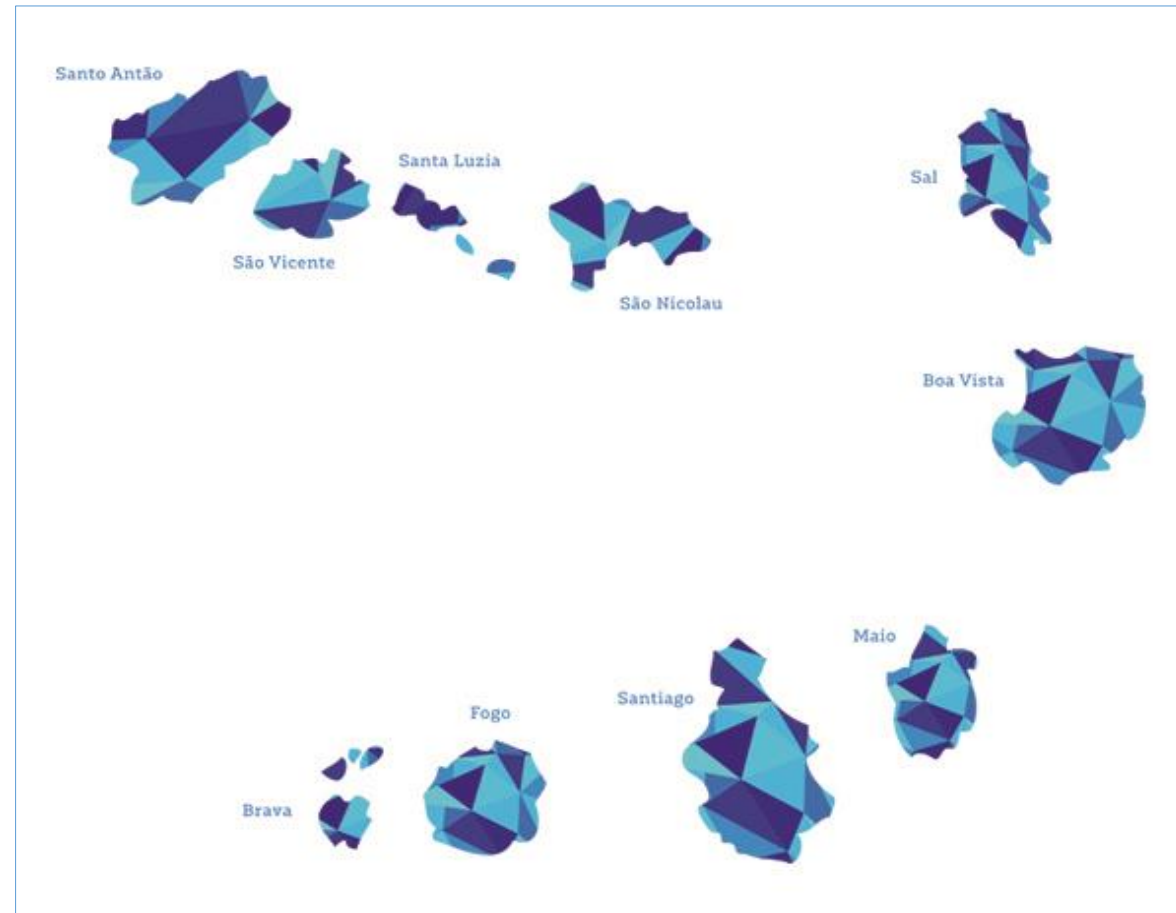 Santo Antão
Santa Luzia
Sal
São Vicente
São Nicolau
Boa Vista
Maio
Santiago
Fogo
Brava